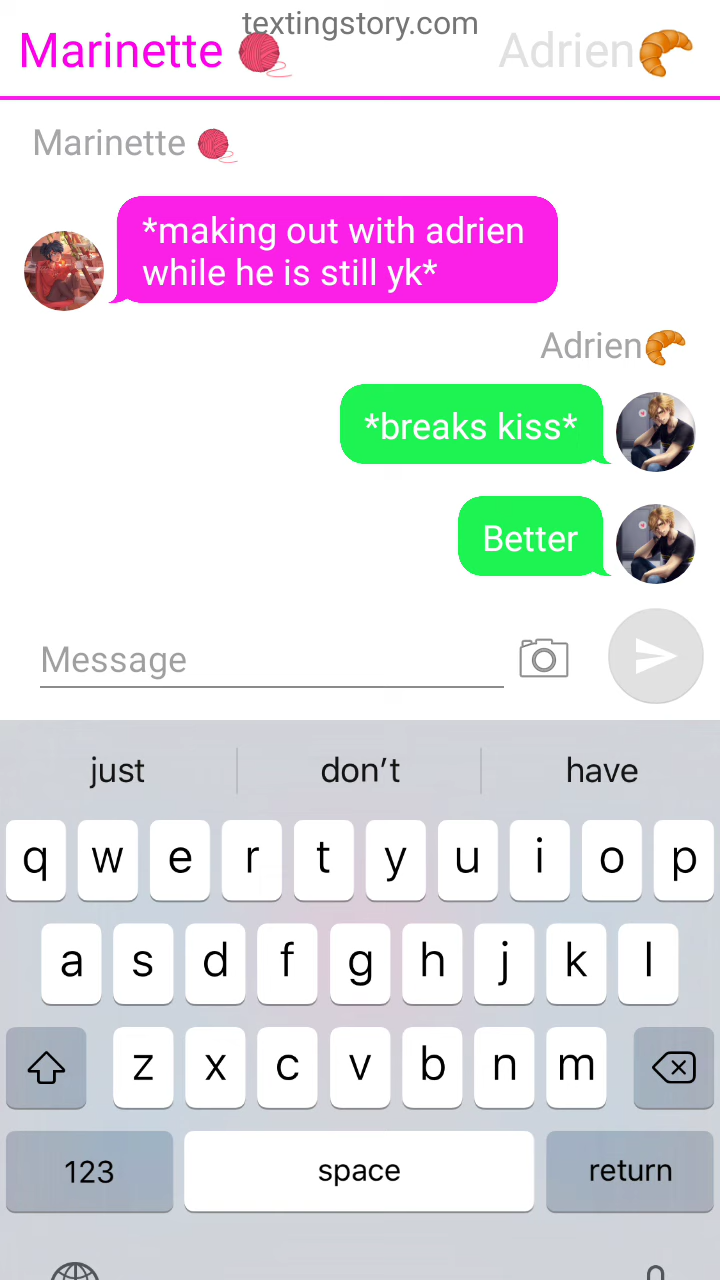 textingstory.com
Marinette 🧶 Adrien🥐
Marinette 🧶
*making out with adrien
while he is still yk*
Adrien🥐
*breaks kiss*
Better
Message
just don't have
q w e r t y u i o p
a s d f g h j k l
z x c v b n m
123 space return